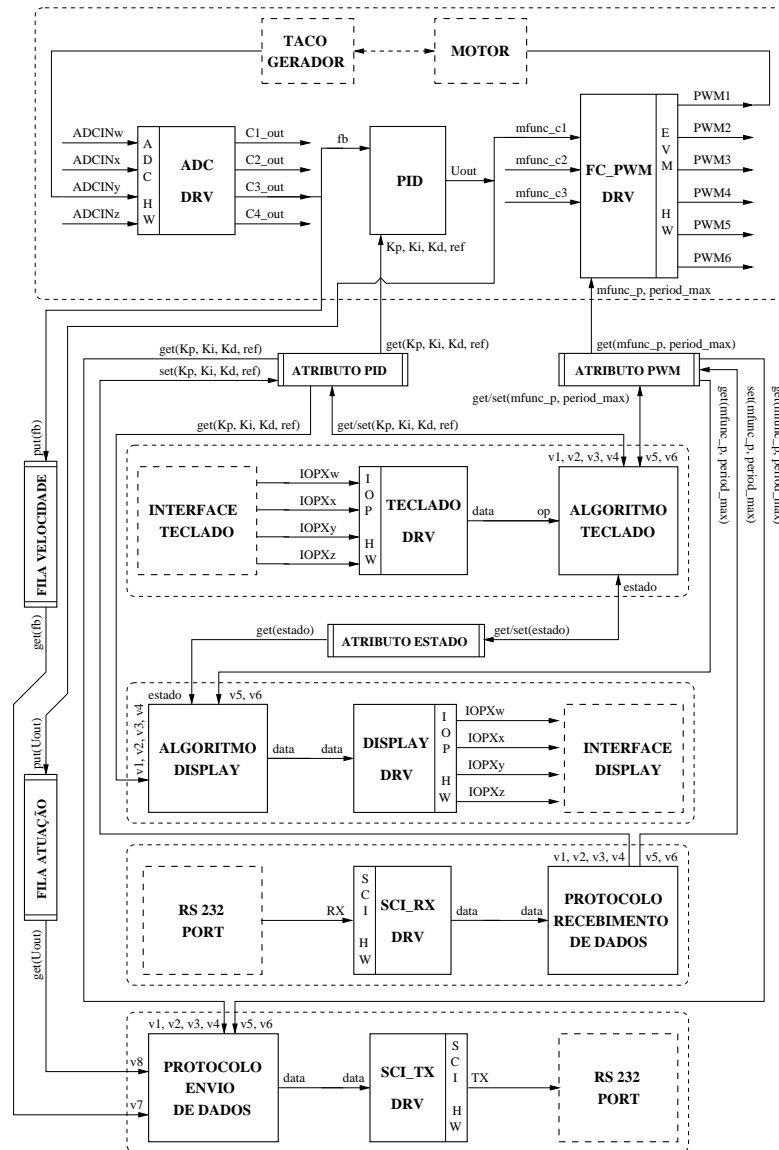 TACO
GERADOR
MOTOR
ADCINw
ADCINx
ADCINy
ADCINz
ADC HW
ADC
DRV
C1_out
C2_out
C3_out
C4_out
fb
PID
Uout
Kp, Ki, Kd, ref
mfunc_c1
mfunc_c2
mfunc_c3
FC_PWM
DRV
EVM HW
PWM1
PWM2
PWM3
PWM4
PWM5
PWM6
mfunc_p, period_max
get(Kp, Ki, Kd, ref)
set(Kp, Ki, Kd, ref)
get(Kp, Ki, Kd, ref)
ATRIBUTO PID
get(mfunc_p, period_max)
ATRIBUTO PWM
get/set(mfunc_p, period_max)
get(Kp, Ki, Kd, ref)
get/set(Kp, Ki, Kd, ref)
get(mfunc_p, period_max)
set(mfunc_p, period_max)
get(mfunc_p, period_max)
put(fb)
FILA VELOCIDADE
get(fb)
v1, v2, v3, v4
v5, v6
INTERFACE
TECLADO
IOPXw
IOPXx
IOPXy
IOPXz
IOP HW
TECLADO
DRV
data
op
ALGORITMO
TECLADO
estado
get(estado)
ATRIBUTO ESTADO
get/set(estado)
estado
v5, v6
v1, v2, v3, v4
ALGORITMO
DISPLAY
data
data
DISPLAY
DRV
IOP HW
IOPXw
IOPXx
IOPXy
IOPXz
INTERFACE
DISPLAY
put(Uout)
FILA ATUAÇÃO
get(Uout)
v1, v2, v3, v4
v5, v6
RS 232
PORT
RX
SCI HW
SCI_RX
DRV
data
data
PROTOCOLO
RECEBIMENTO
DE DADOS
v1, v2, v3, v4
v5, v6
v8
v7
PROTOCOLO
ENVIO
DE DADOS
data
data
SCI_TX
DRV
SCI HW
TX
RS 232
PORT